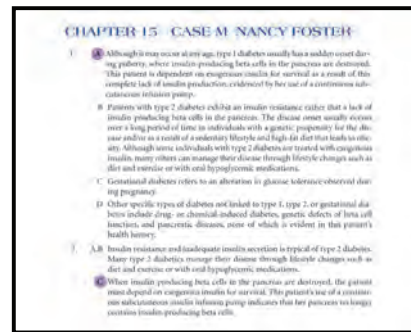 CHAPTER 15 CASE M NANCY FOSTER
1. A Although it may occur at any age, type 1 diabetes usually has a sudden onset dur-
ing puberty, where insulin-producing beta cells in the pancreas are destroyed.
This patient is dependent on exogenous insulin for survival as a result of this
complete lack of insulin production, evidenced by her use of a continuous sub-
cutaneous infusion pump.
B Patients with type 2 diabetes exhibit an insulin resistance rather that a lack of
insulin-producing beta cells in the pancreas. The disease onset usually occurs
over a long period of time in individuals with a genetic propensity for the dis-
ease and/or as a result of a sedentary lifestyle and high-fat diet that leads to obe-
sity. Although some individuals with type 2 diabetes are treated with exogenous
insulin, many others can manage their disease through lifestyle changes such as
diet and exercise or with oral hypoglycemic medications.
C Gestational diabetes refers to an alteration in glucose tolerance observed dur-
ing pregnancy.
D Other specific types of diabetes not linked to type 1, type 2, or gestational dia-
betes include drug- or chemical-induced diabetes, genetic defects of beta cell
function, and pancreatic diseases, none of which is evident in this patient's
health history.
A,B Insulin resistance and inadequate insulin secretion is typical of type 2 diabetes.
Many type 2 diabetics manage their disease through lifestyle changes such as
diet and exercise or with oral hypoglycemic medications.
C When insulin-producing beta cells in the pancreas are destroyed, the patient
must depend on exogenous insulin for survival. This patient's use of a continu-
ous subcutaneous insulin infusion pump indicates that her pancreas no longer
contains insulin-producing beta cells.